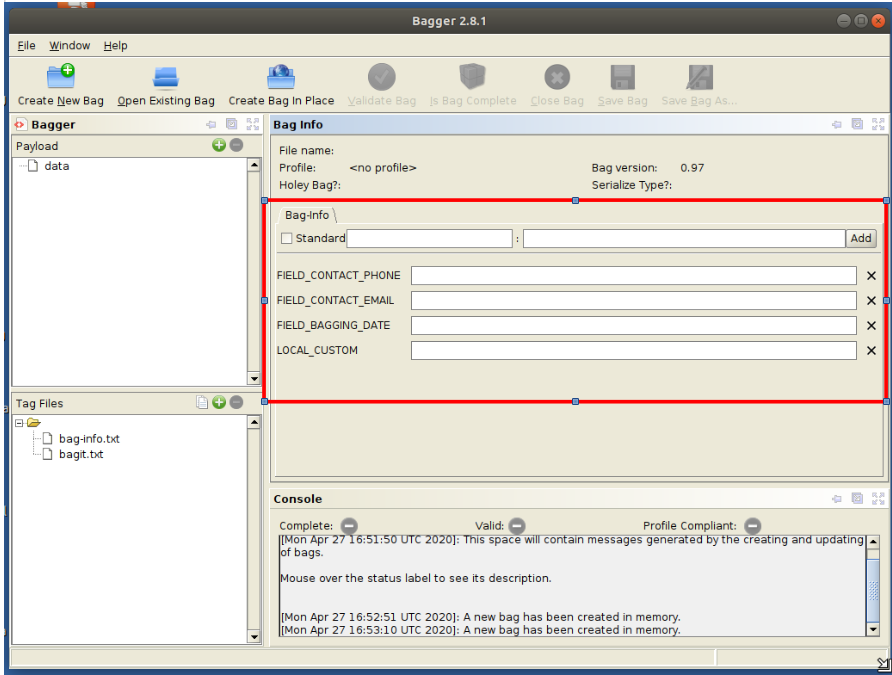 Bagger 2.8.1
File Window Help
Create New Bag Open Existing Bag Create Bag In Place Validate Bag Is Bag Complete Close Bag Save Bag Save Bag As...
Bagger
Payload
data
Tag Files
bag-info.txt
bagit.txt
Bag Info
File name:
Profile: <no profile> Bag version: 0.97
Holey Bag?: Serialize Type?:
Bag-Info
Standard : Add
FIELD_CONTACT_PHONE
FIELD_CONTACT_EMAIL
FIELD_BAGGING_DATE
LOCAL_CUSTOM
Console
Complete: Valid: Profile Compliant:
[Mon Apr 27 16:51:50 UTC 2020]: This space will contain messages generated by the creating and updating
of bags.
Mouse over the status label to see its description.
[Mon Apr 27 16:52:51 UTC 2020]: A new bag has been created in memory.
[Mon Apr 27 16:53:10 UTC 2020]: A new bag has been created in memory.